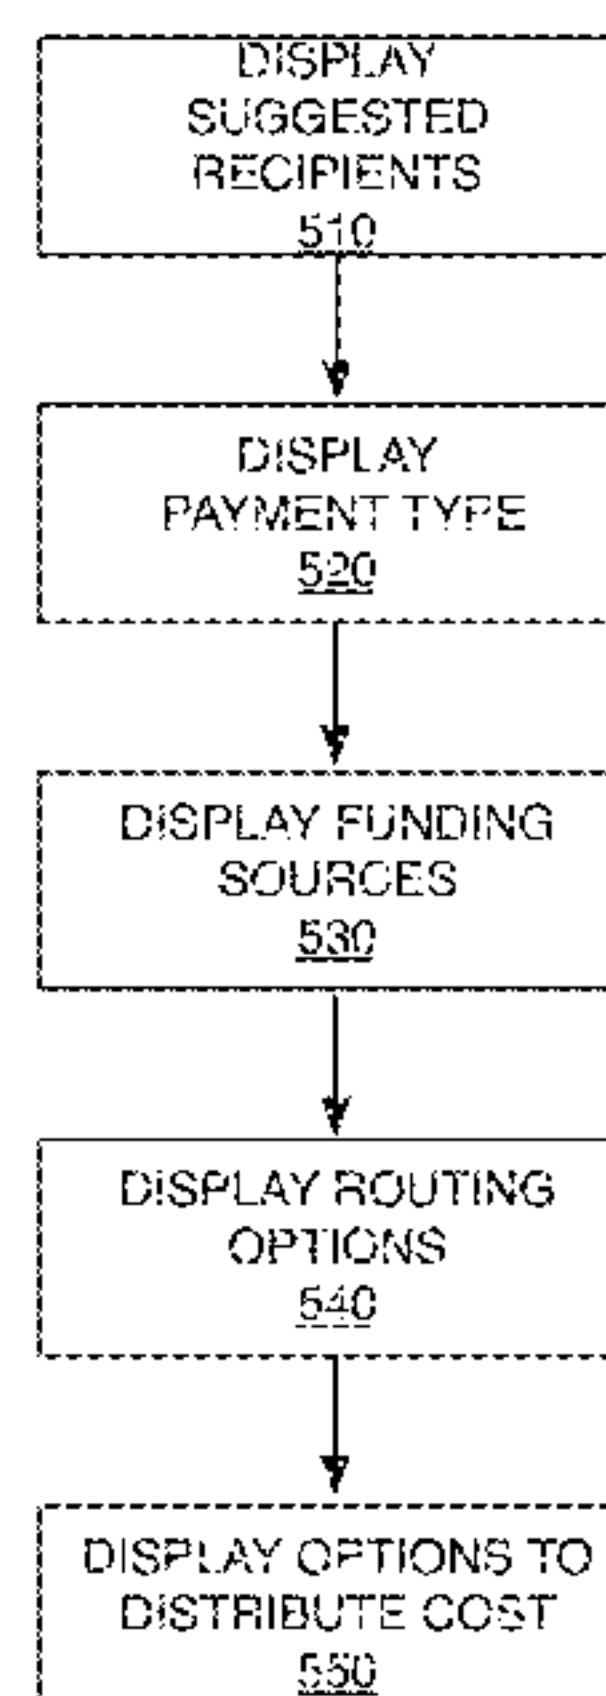 DISPLAY
SUGGESTED
RECIPIENTS
510
DISPLAY
PAYMENT TYPE
520
DISPLAY FUNDING
SOURCES
530
DISPLAY ROUTING
OPTIONS
540
DISPLAY OPTIONS TO
DISTRIBUTE COST
550